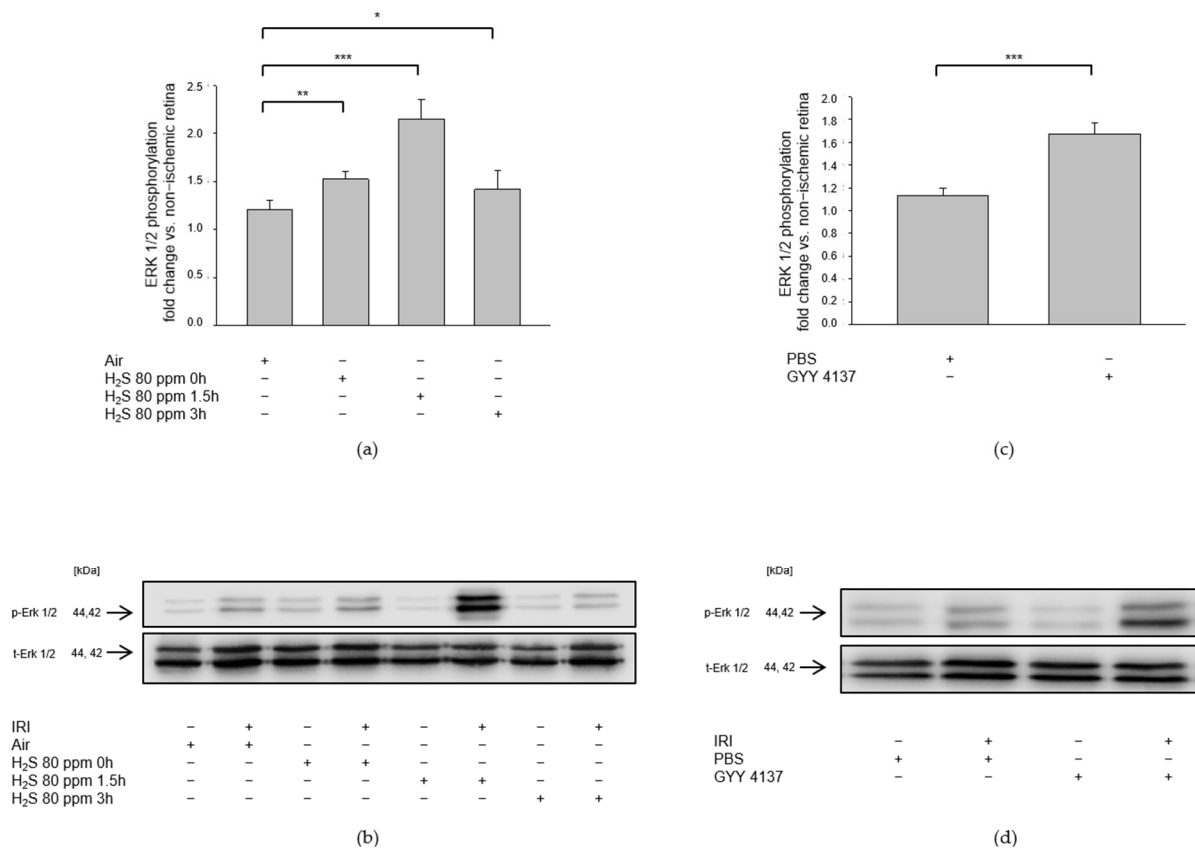 *
***
**
ERK 1/2 phosphorylation
fold change vs. non−ischemic retina
2.5
2.0
1.5
1.0
0.5
0.0
Air + − − −
H₂S 80 ppm 0h − + − −
H₂S 80 ppm 1.5h − − + −
H₂S 80 ppm 3h − − − +
(a)
***
ERK 1/2 phosphorylation
fold change vs. non−ischemic retina
2.0
1.8
1.6
1.4
1.2
1.0
0.8
0.6
0.4
0.2
0.0
PBS + −
GYY 4137 − +
(c)
[kDa]
p-Erk 1/2 44,42
t-Erk 1/2 44, 42
IRI − + − + − + − +
Air + + − − − − − −
H₂S 80 ppm 0h − − + + − − − −
H₂S 80 ppm 1.5h − − − − + + − −
H₂S 80 ppm 3h − − − − − − + +
(b)
[kDa]
p-Erk 1/2 44,42
t-Erk 1/2 44, 42
IRI − + − +
PBS + + − −
GYY 4137 − − + +
(d)